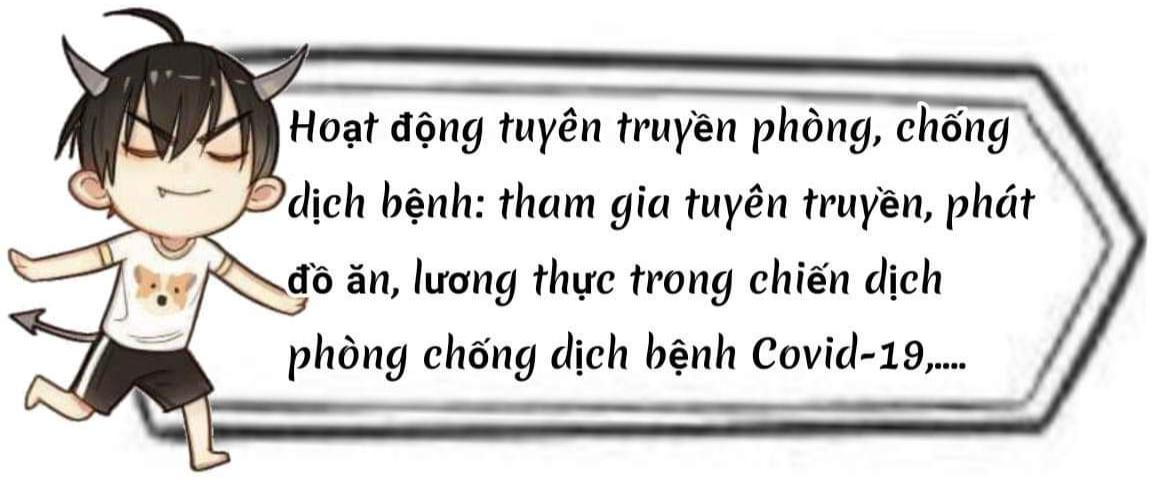 Hoạt động tuyên truyền phòng, chống
dịch bệnh: tham gia tuyên truyền, phát
đồ ăn, lương thực trong chiến dịch
phòng chống dịch bệnh Covid-19,....